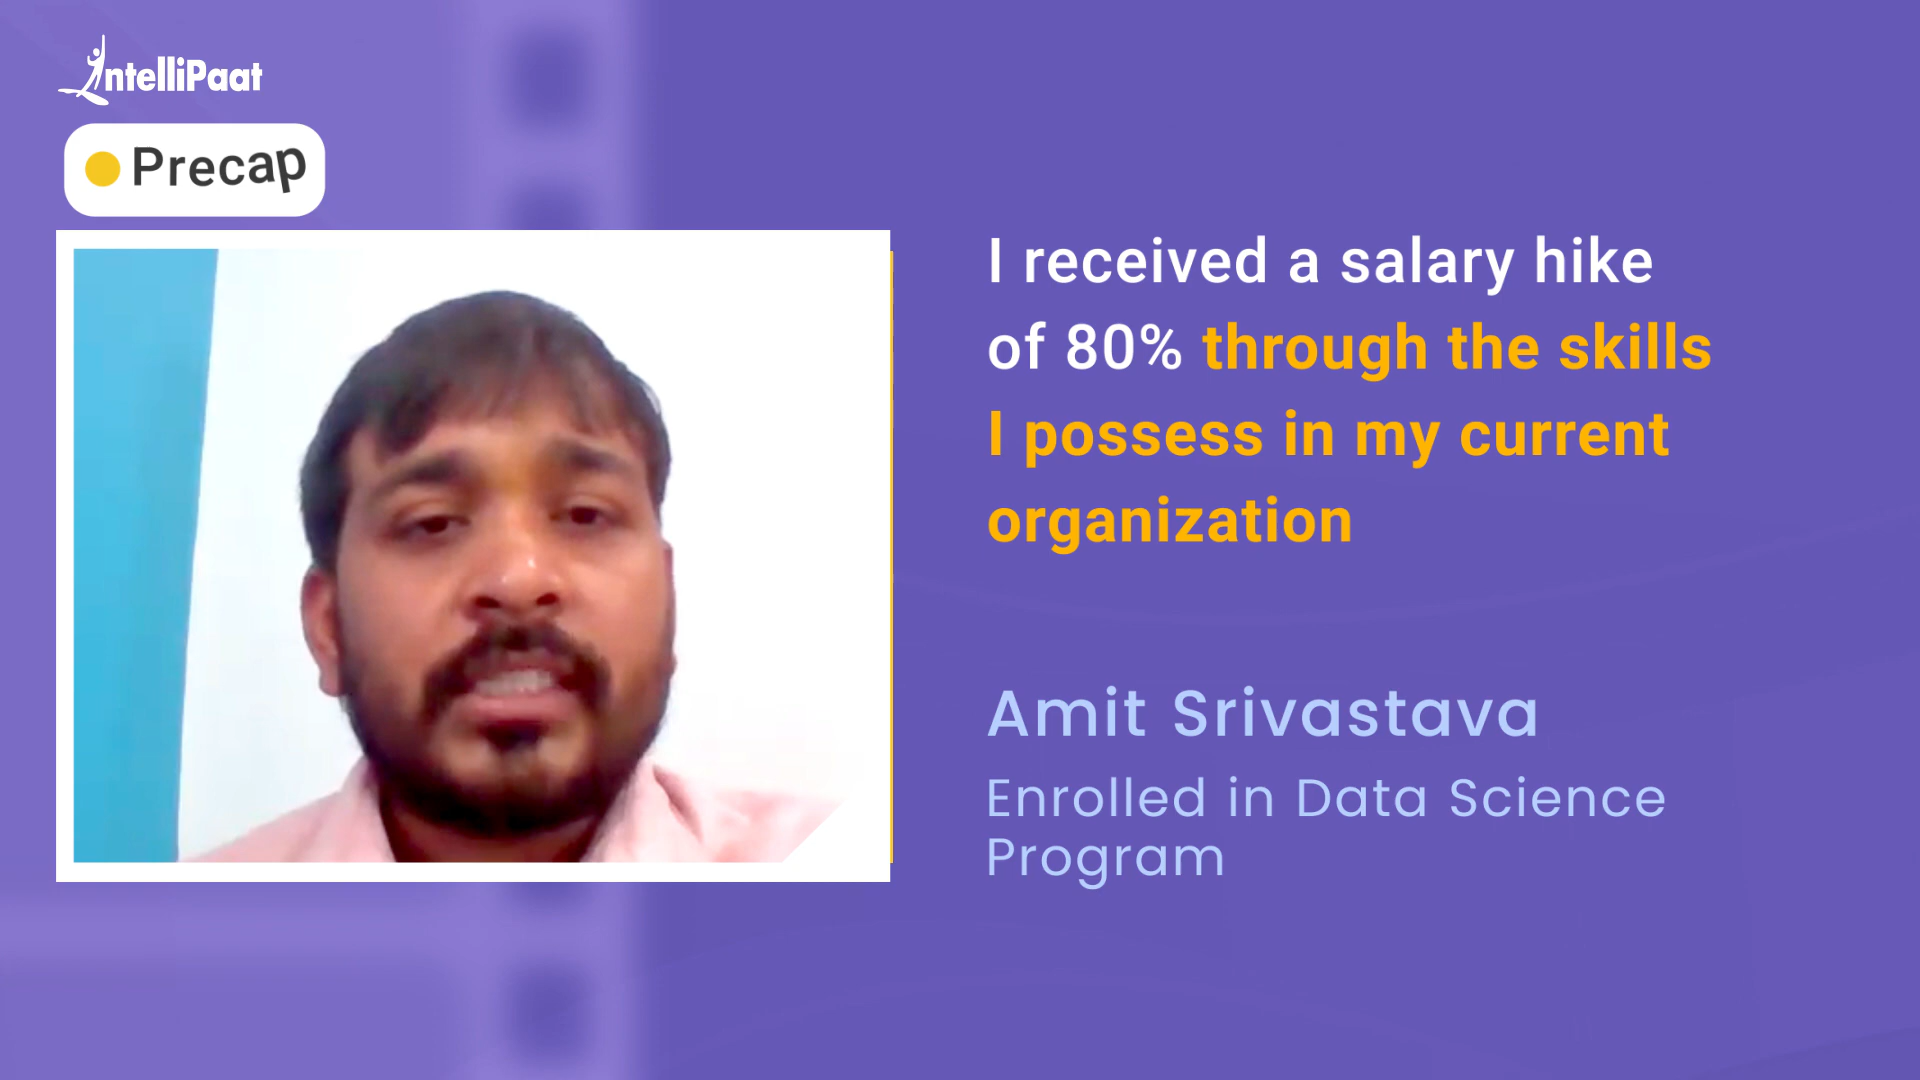 IntelliPaat
Precap
I received a salary hike
of 80% through the skills
I possess in my current
organization
Amit Srivastava
Enrolled in Data Science
Program